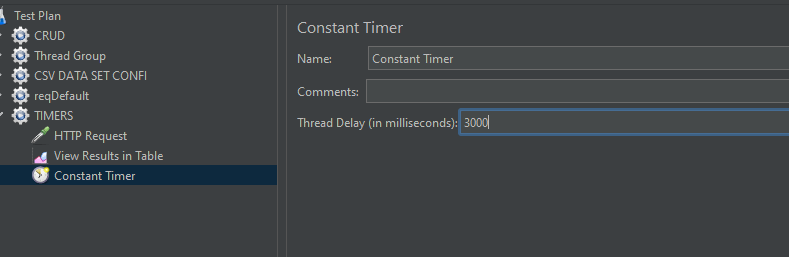 Test Plan
CRUD
Thread Group
CSV DATA SET CONFI
reqDefault
TIMERS
HTTP Request
View Results in Table
Constant Timer
Constant Timer
Name: Constant Timer
Comments:
Thread Delay (in milliseconds): 3000